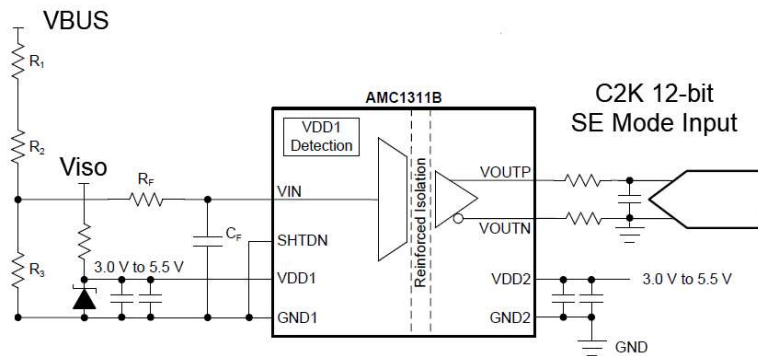 VBUS
R1
R2
R3
Viso
RF
CF
3.0 V to 5.5 V
AMC1311B
VDD1
Detection
VIN
SHTDN
VDD1
GND1
Reinforced Isolation
VOUTP
VOUTN
VDD2
GND2
C2K 12-bit
SE Mode Input
3.0 V to 5.5 V
GND